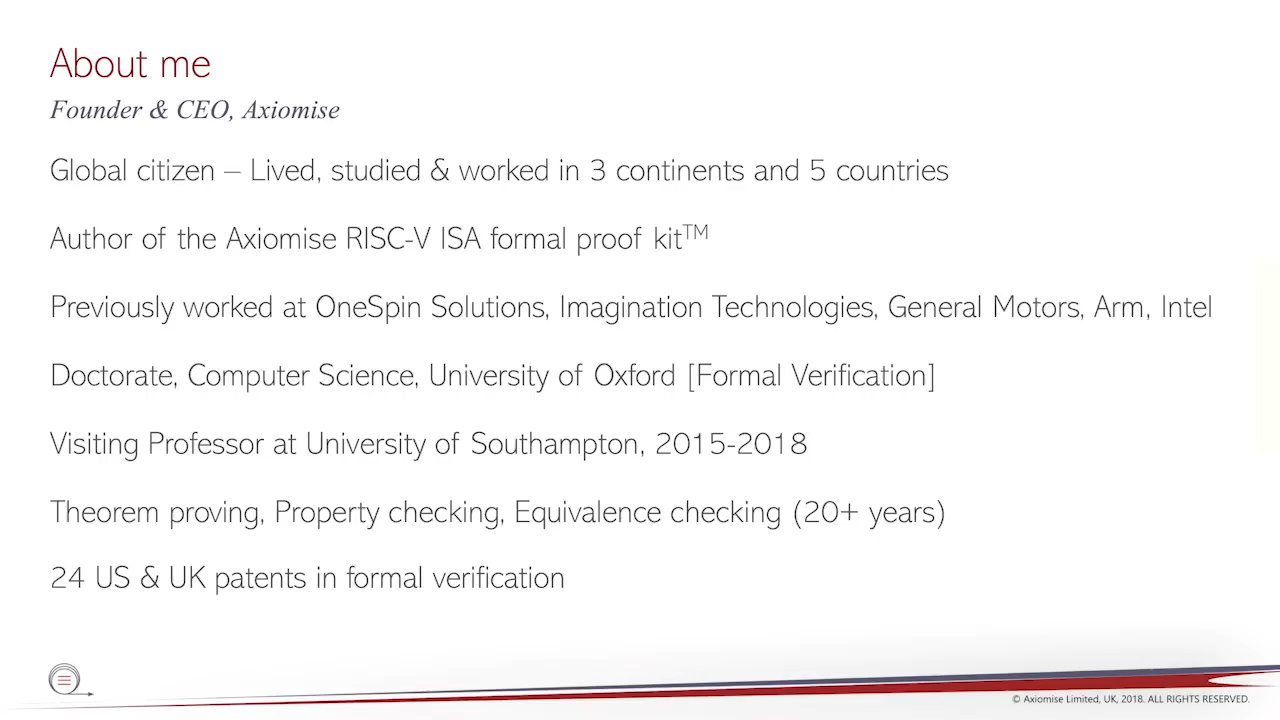 About me
Founder & CEO, Axiomise
Global citizen – Lived, studied & worked in 3 continents and 5 countries
Author of the Axiomise RISC-V ISA formal proof kitTM
Previously worked at OneSpin Solutions, Imagination Technologies, General Motors, Arm, Intel
Doctorate, Computer Science, University of Oxford [Formal Verification]
Visiting Professor at University of Southampton, 2015-2018
Theorem proving, Property checking, Equivalence checking (20+ years)
24 US & UK patents in formal verification
© Axiomise Limited, UK, 2018. ALL RIGHTS RESERVED.